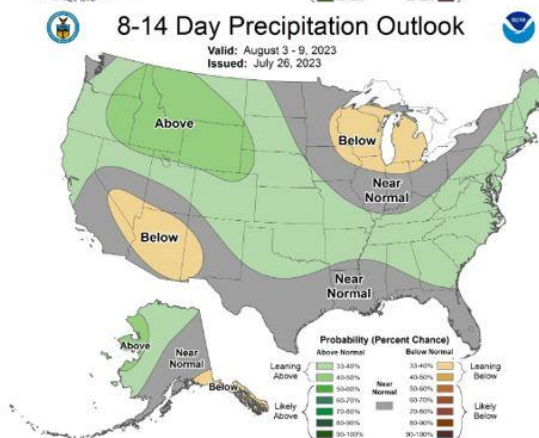 8-14 Day Precipitation Outlook
Valid: August 3 - 9, 2023
Issued: July 26, 2023
Above
Below
Near
Normal
Below
Near
Normal
Above
Near
Normal
Below
Probability (Percent Chance)
Above Normal
Below Normal
Leaning
Above
33-40%
40-50%
Near
Normal
33-40%
40-50%
Leaning
Below
Likely
Above
50-60%
60-70%
70-80%
80-90%
90-100%
50-60%
60-70%
70-80%
80-90%
90-100%
Likely
Below